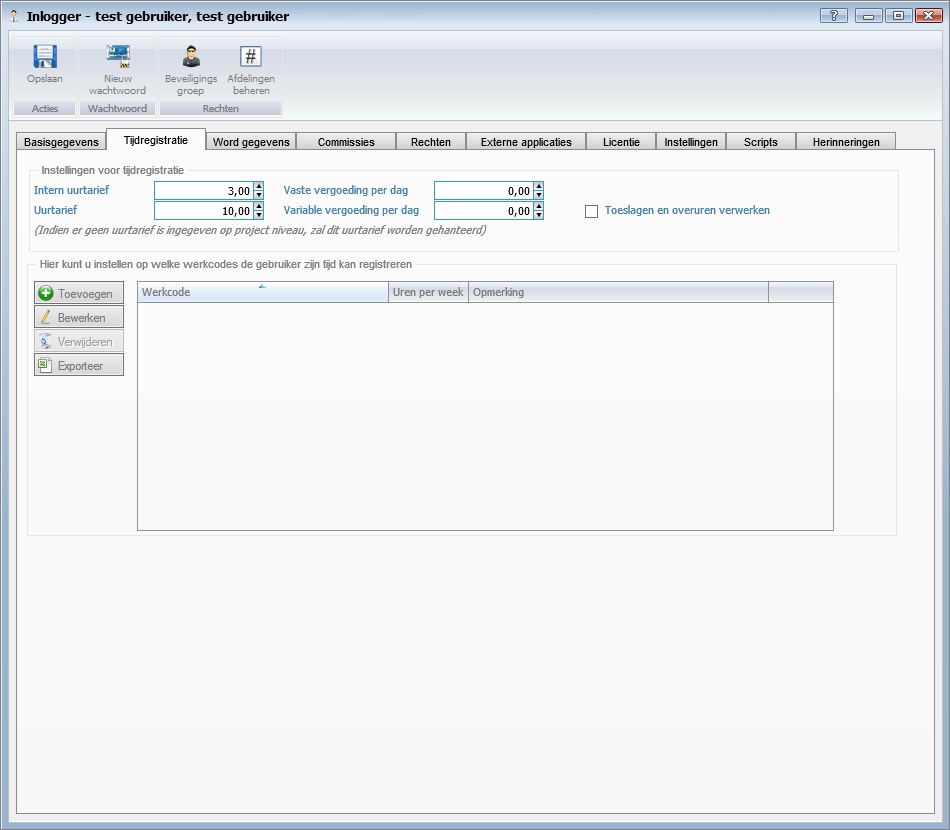 Inlogger - test gebruiker, test gebruiker
?
Opslaan
Nieuw wachtwoord
Beveiligings groep
#
Afdelingen beheren
Acties
Wachtwoord
Rechten
Basisgegevens
Tijdregistratie
Word gegevens
Commissies
Rechten
Externe applicaties
Licentie
Instellingen
Scripts
Herinneringen
Instellingen voor tijdregistratie
Intern uurtarief 3,00 Vaste vergoeding per dag 0,00
Uurtarief 10,00 Variable vergoeding per dag 0,00 Toeslagen en overuren verwerken
(Indien er geen uurtarief is ingegeven op project niveau, zal dit uurtarief worden gehanteerd)
Hier kunt u instellen op welke werkcodes de gebruiker zijn tijd kan registreren
Toevoegen
Bewerken
Verwijderen
Exporteer
Werkcode Uren per week Opmerking